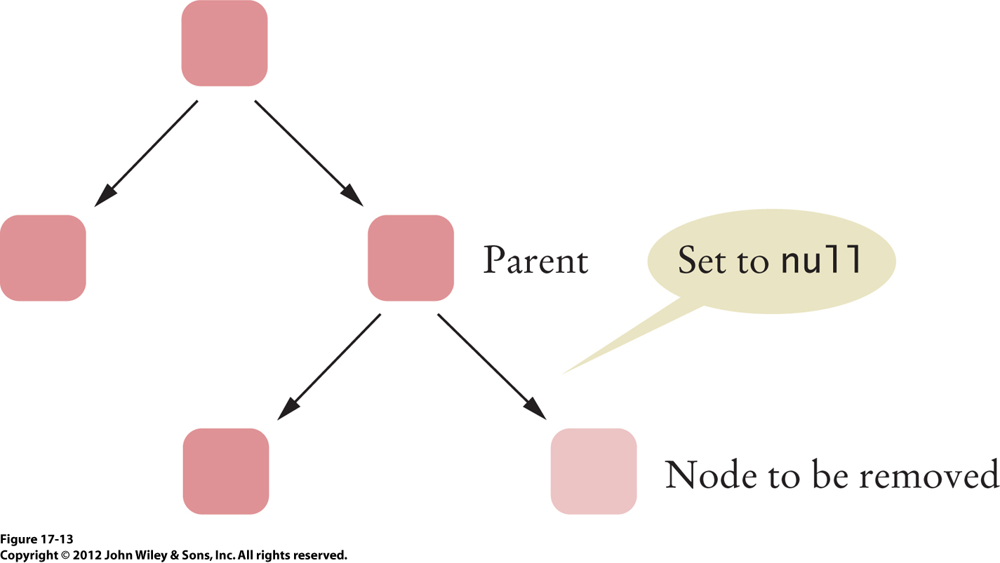 Parent
Set to null
Node to be removed
Figure 17-13
Copyright © 2012 John Wiley & Sons, Inc. All rights reserved.